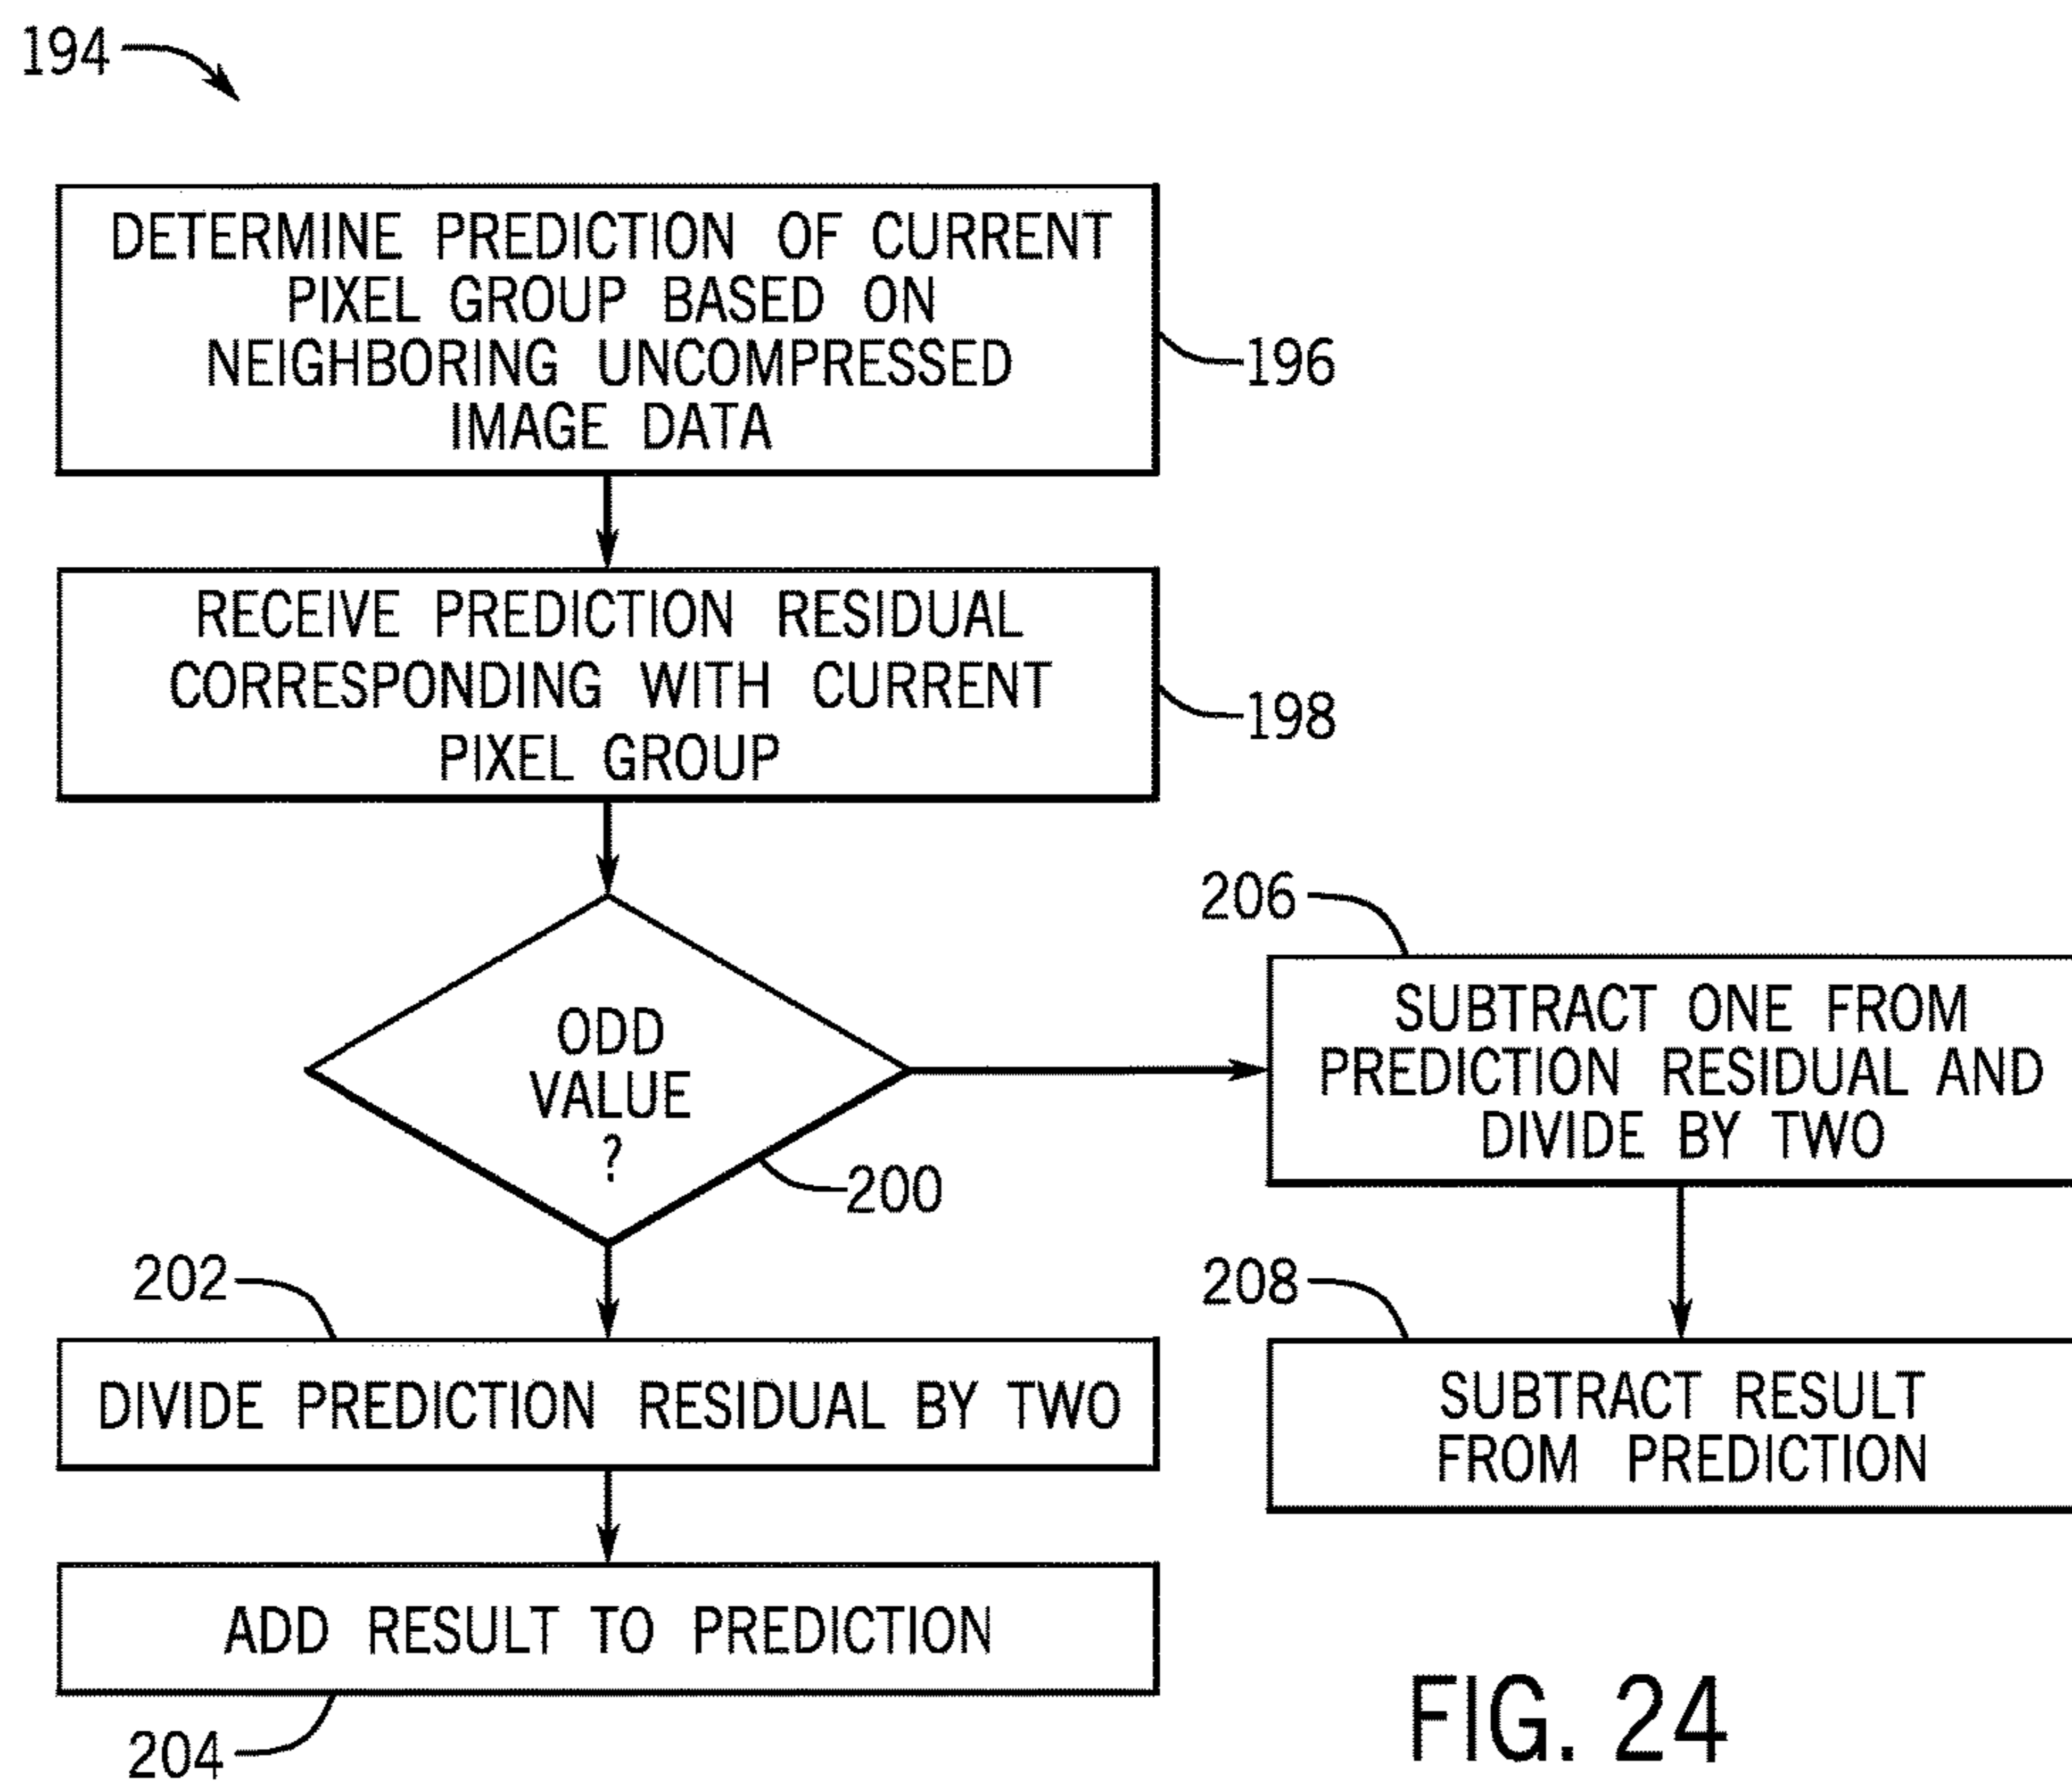 194
DETERMINE PREDICTION OF CURRENT
PIXEL GROUP BASED ON
NEIGHBORING UNCOMPRESSED
IMAGE DATA
196
RECEIVE PREDICTION RESIDUAL
CORRESPONDING WITH CURRENT
PIXEL GROUP
198
ODD
VALUE
?
200
206
SUBTRACT ONE FROM
PREDICTION RESIDUAL AND
DIVIDE BY TWO
202
DIVIDE PREDICTION RESIDUAL BY TWO
208
SUBTRACT RESULT
FROM PREDICTION
ADD RESULT TO PREDICTION
204
FIG. 24